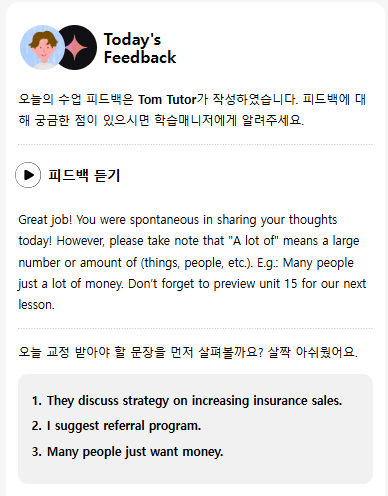 Today's
Feedback
오늘의 수업 피드백은 Tom Tutor가 작성하였습니다. 피드백에 대
해 궁금한 점이 있으시면 학습매니저에게 알려주세요.
피드백 듣기
Great job! You were spontaneous in sharing your thoughts
today! However, please take note that "A lot of" means a large
number or amount of (things, people, etc.). E.g.: Many people
just a lot of money. Don't forget to preview unit 15 for our next
lesson.
오늘 교정 받아야 할 문장을 먼저 살펴볼까요? 살짝 아쉬웠어요.
1. They discuss strategy on increasing insurance sales.
2. I suggest referral program.
3. Many people just want money.